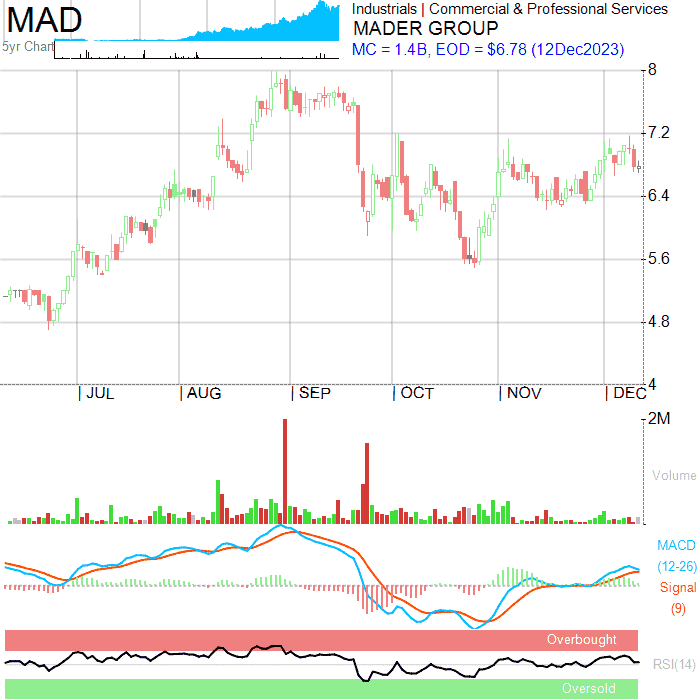 MAD
5yr Chart
Industrials | Commercial & Professional Services
MADER GROUP
MC = 1.4B, EOD = $6.78 (12Dec2023)
8
7.2
6.4
5.6
4.8
4
| JUL | AUG | SEP | OCT | NOV | DEC
2M
Volume
MACD
(12-26)
Signal
(9)
Overbought
RSI(14)
Oversold